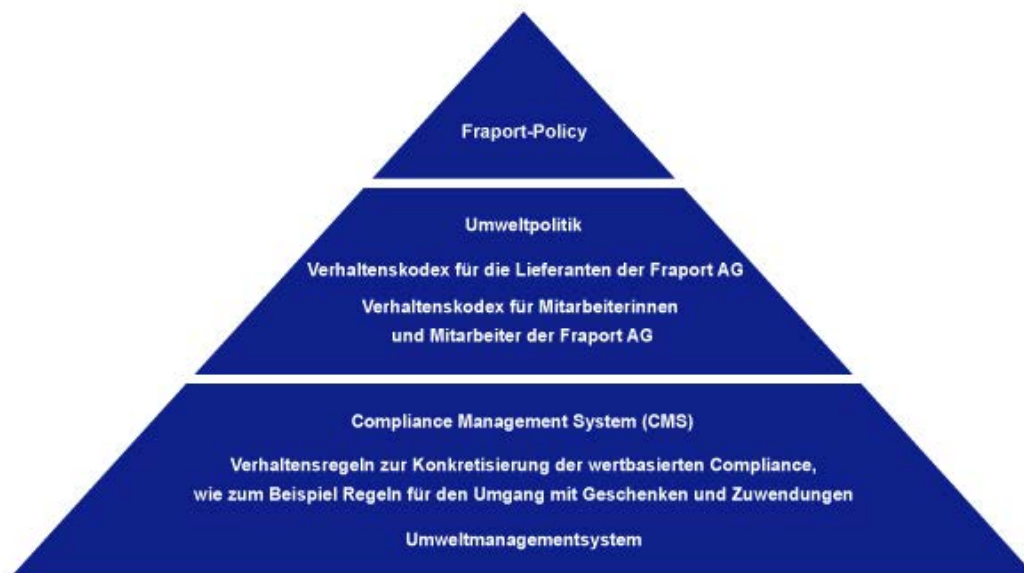 Fraport-Policy
Umweltpolitik
Verhaltenskodex für die Lieferanten der Fraport AG
Verhaltenskodex für Mitarbeiterinnen
und Mitarbeiter der Fraport AG
Compliance Management System (CMS)
Verhaltensregeln zur Konkretisierung der wertbasierten Compliance,
wie zum Beispiel Regeln für den Umgang mit Geschenken und Zuwendungen
Umweltmanagementsystem